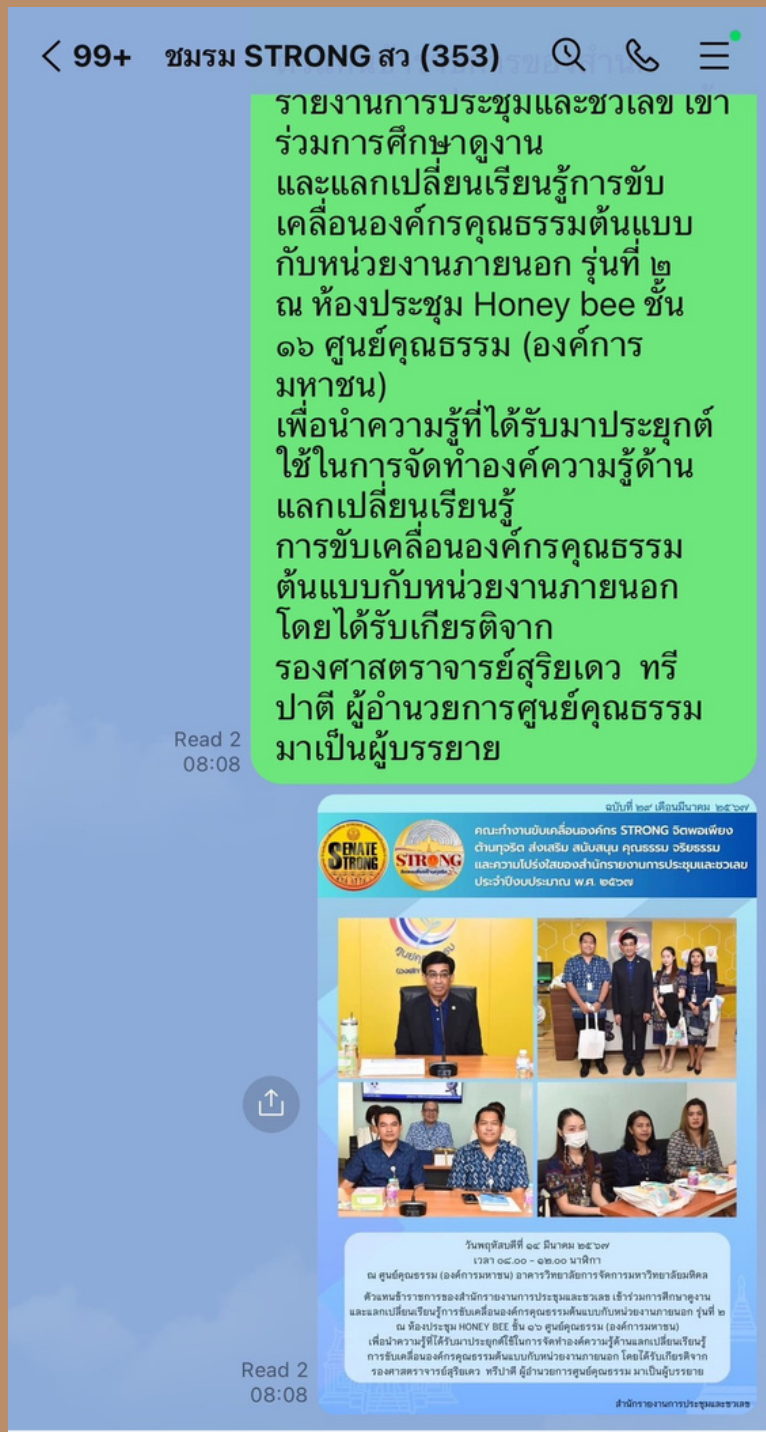 99+ ชมรม STRONG สว (353)
รายงานการประชุมและชวเลข เข้า
ร่วมการศึกษาดูงาน
และแลกเปลี่ยนเรียนรู้การขับ
เคลื่อนองค์กรคุณธรรมต้นแบบ
กับหน่วยงานภายนอก รุ่นที่ ๒
ณ ห้องประชุม Honey bee ชั้น
๑๖ ศูนย์คุณธรรม (องค์การ
มหาชน)
เพื่อนำความรู้ที่ได้รับมาประยุกต์
ใช้ในการจัดทำองค์ความรู้ด้าน
แลกเปลี่ยนเรียนรู้
การขับเคลื่อนองค์กรคุณธรรม
ต้นแบบกับหน่วยงานภายนอก
โดยได้รับเกียรติจาก
รองศาสตราจารย์สุริยเดว ทรี
ปาตี ผู้อำนวยการศูนย์คุณธรรม
มาเป็นผู้บรรยาย
Read 2
08:08
ฉบับที่ ๒๙ เดือนมีนาคม ๒๕๖๗
SENATE
STRONG
STRONG
คณะทำงานขับเคลื่อนองค์กร STRONG จิตพอเพียง
ต้านทุจริต ส่งเสริม สนับสนุน คุณธรรม จริยธรรม
และความโปร่งใสของสำนักรายงานการประชุมและชวเลข
ประจำปีงบประมาณ พ.ศ. ๒๕๖๗
วันพฤหัสบดีที่ ๑๔ มีนาคม ๒๕๖๗
เวลา ๐๙.๐๐ - ๑๒.๐๐ นาฬิกา
ณ ศูนย์คุณธรรม (องค์การมหาชน) อาคารวิทยาลัยการจัดการมหาวิทยาลัยมหิดล
ตัวแทนข้าราชการของสำนักรายงานการประชุมและชวเลข เข้าร่วมการศึกษาดูงาน
และแลกเปลี่ยนเรียนรู้การขับเคลื่อนองค์กรคุณธรรมต้นแบบกับหน่วยงานภายนอก รุ่นที่ ๒
ณ ห้องประชุม HONEY BEE ชั้น ๑๖ ศูนย์คุณธรรม (องค์การมหาชน)
เพื่อนำความรู้ที่ได้รับมาประยุกต์ใช้ในการจัดทำองค์ความรู้ด้านแลกเปลี่ยนเรียนรู้
การขับเคลื่อนองค์กรคุณธรรมต้นแบบกับหน่วยงานภายนอก โดยได้รับเกียรติจาก
รองศาสตราจารย์สุริยเดว ทรีปาตี ผู้อำนวยการศูนย์คุณธรรม มาเป็นผู้บรรยาย
Read 2
08:08
สำนักรายงานการประชุมและชวเลข